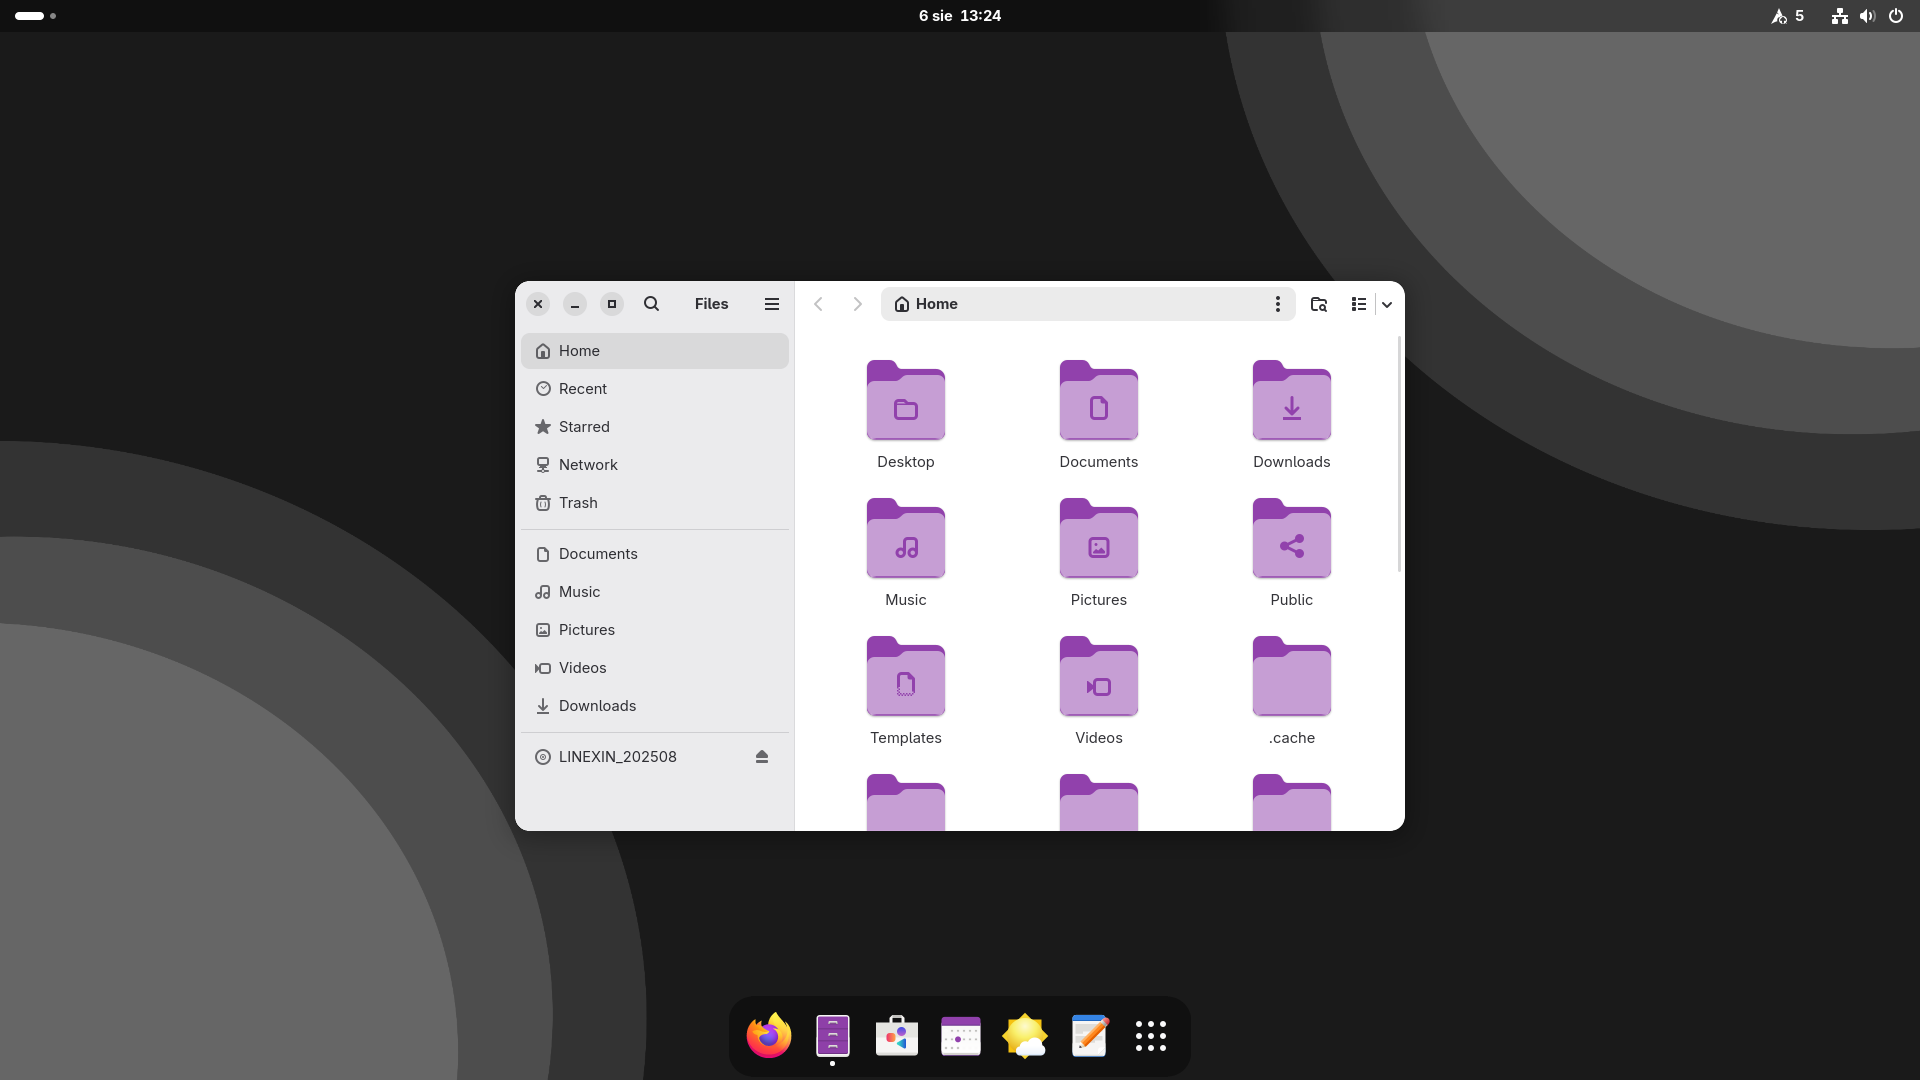 6 sie 13:24
5
Files
Home
Home
Recent
Starred
Network
Trash
Documents
Music
Pictures
Videos
Downloads
LINEXIN_202508
Desktop
Documents
Downloads
Music
Pictures
Public
Templates
Videos
.cache